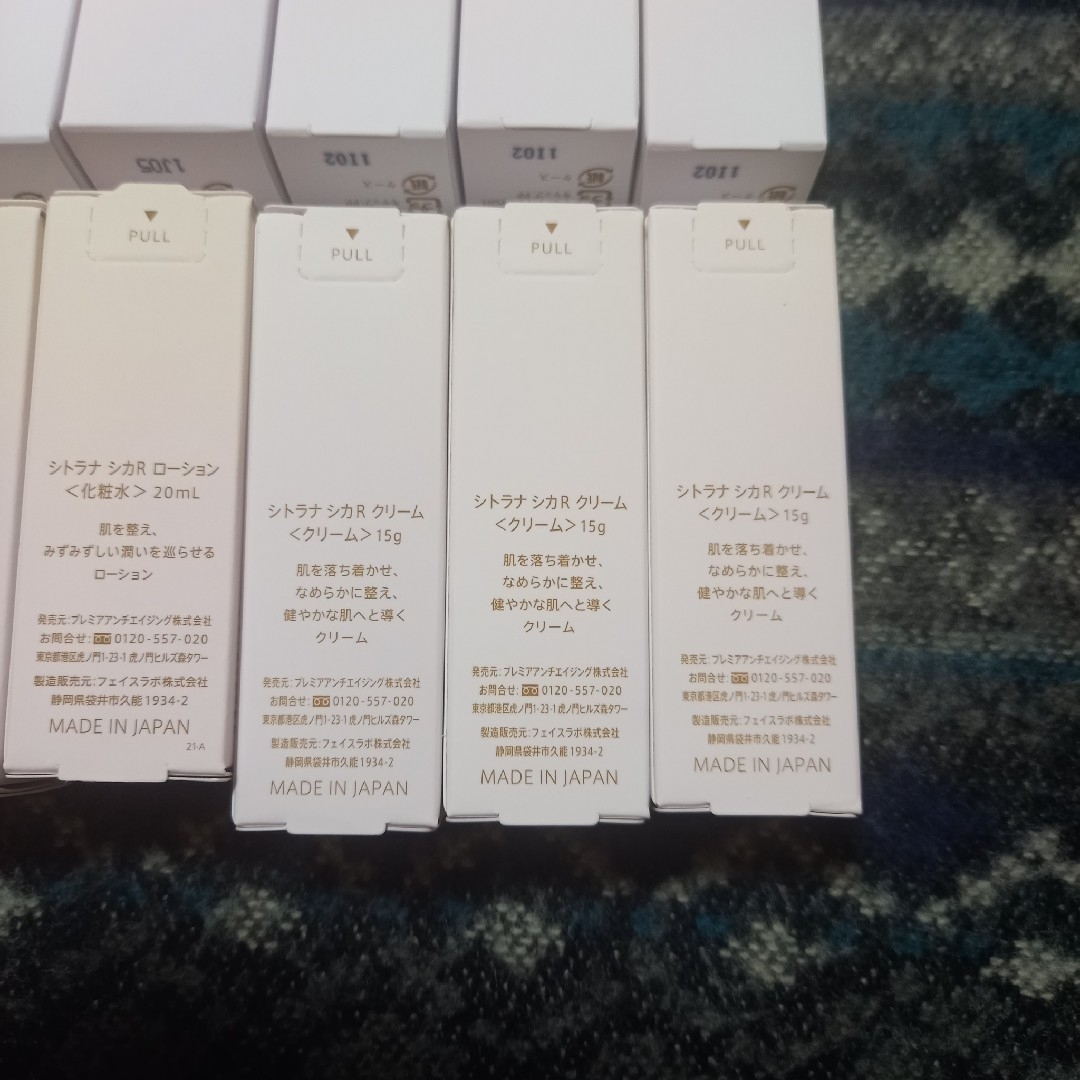 1J05
1I02
1I02
1I02
ケース
ケース
ケース
紙
紙
紙
PULL
シトラナ シカR ローション
＜化粧水＞ 20mL
肌を整え、
みずみずしい潤いを巡らせる
ローション
発売元：プレミアアンチエイジング株式会社
お問合せ：0120-557-020
東京都港区虎ノ門1-23-1 虎ノ門ヒルズ森タワー
製造販売元：フェイスラボ株式会社
静岡県袋井市久能1934-2
MADE IN JAPAN
21-A
PULL
シトラナ シカR クリーム
＜クリーム＞15g
肌を落ち着かせ、
なめらかに整え、
健やかな肌へと導く
クリーム
発売元：プレミアアンチエイジング株式会社
お問合せ：0120-557-020
東京都港区虎ノ門1-23-1 虎ノ門ヒルズ森タワー
製造販売元：フェイスラボ株式会社
静岡県袋井市久能1934-2
MADE IN JAPAN
PULL
シトラナ シカR クリーム
＜クリーム＞15g
肌を落ち着かせ、
なめらかに整え、
健やかな肌へと導く
クリーム
発売元：プレミアアンチエイジング株式会社
お問合せ：0120-557-020
東京都港区虎ノ門1-23-1 虎ノ門ヒルズ森タワー
製造販売元：フェイスラボ株式会社
静岡県袋井市久能1934-2
MADE IN JAPAN
PULL
シトラナ シカR クリーム
＜クリーム＞15g
肌を落ち着かせ、
なめらかに整え、
健やかな肌へと導く
クリーム
発売元：プレミアアンチエイジング株式会社
お問合せ：0120-557-020
東京都港区虎ノ門1-23-1 虎ノ門ヒルズ森タワー
製造販売元：フェイスラボ株式会社
静岡県袋井市久能1934-2
MADE IN JAPAN